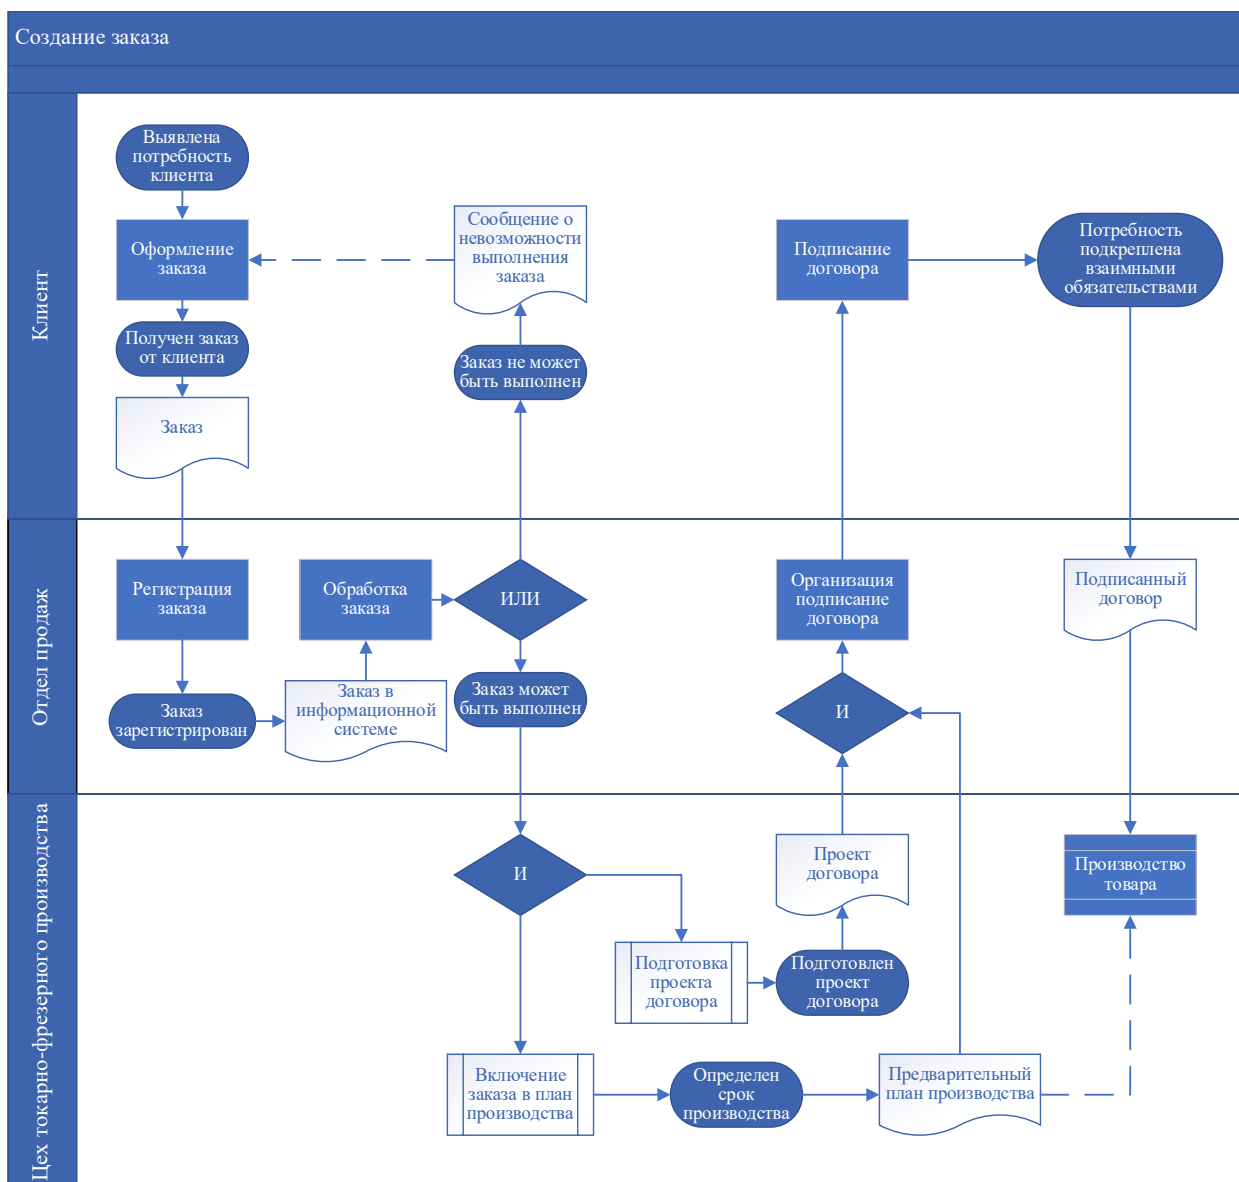 Создание заказа
Клиент
Выявлена
потребность
клиента
Оформление
заказа
Получен заказ
от клиента
Заказ
Сообщение о
невозможности
выполнения
заказа
Заказ не может
быть выполнен
Подписание
договора
Потребность
подкреплена
взаимными
обязательствами
Отдел продаж
Регистрация
заказа
Заказ
зарегистрирован
Обработка
заказа
Заказ в
информационной
системе
ИЛИ
Заказ может
быть выполнен
Организация
подписание
договора
И
Подписанный
договор
Цех токарно-фрезерного производства
И
Подготовка
проекта
договора
Проект
договора
Подготовлен
проект
договора
Производство
товара
Включение
заказа в план
производства
Определен
срок
производства
Предварительный
план производства